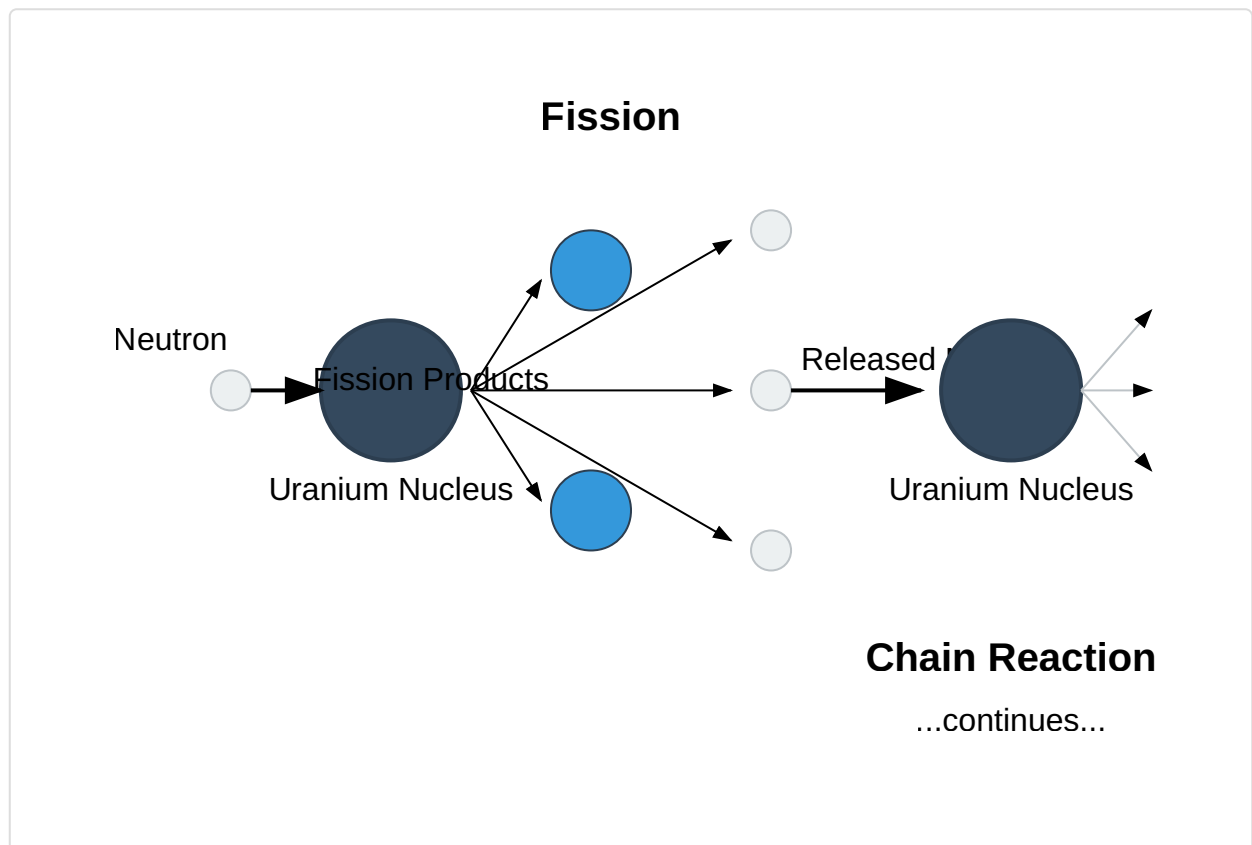 Fission
Neutron
Released
Fission Products
Uranium Nucleus
Uranium Nucleus
Chain Reaction
...continues...